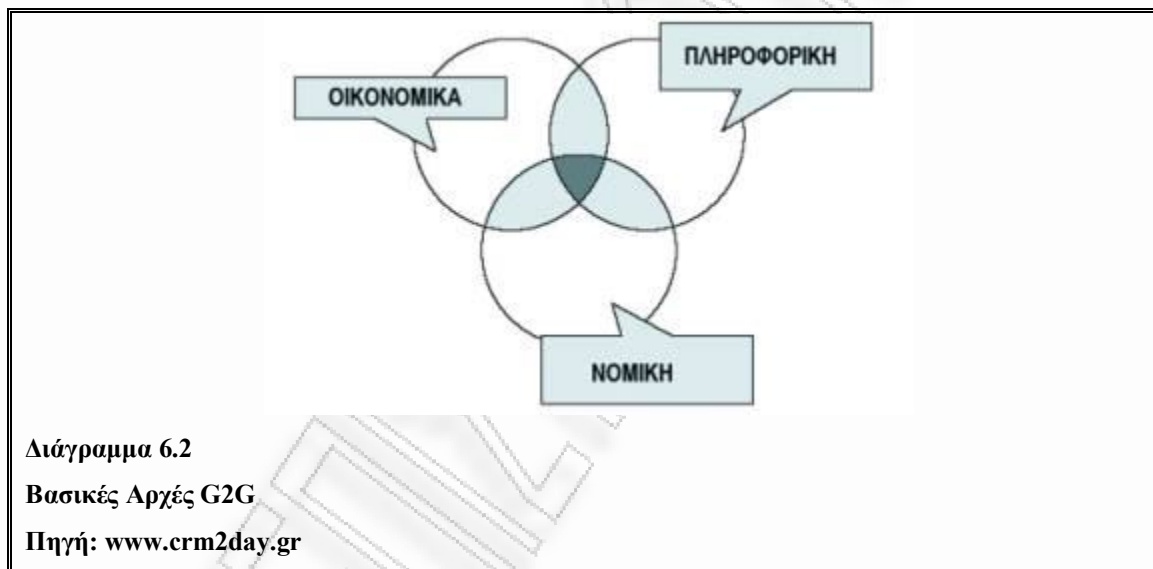 ΟΙΚΟΝΟΜΙΚΑ
ΠΛΗΡΟΦΟΡΙΚΗ
ΝΟΜΙΚΗ
Διάγραμμα 6.2
Βασικές Αρχές G2G
Πηγή: www.crm2day.gr